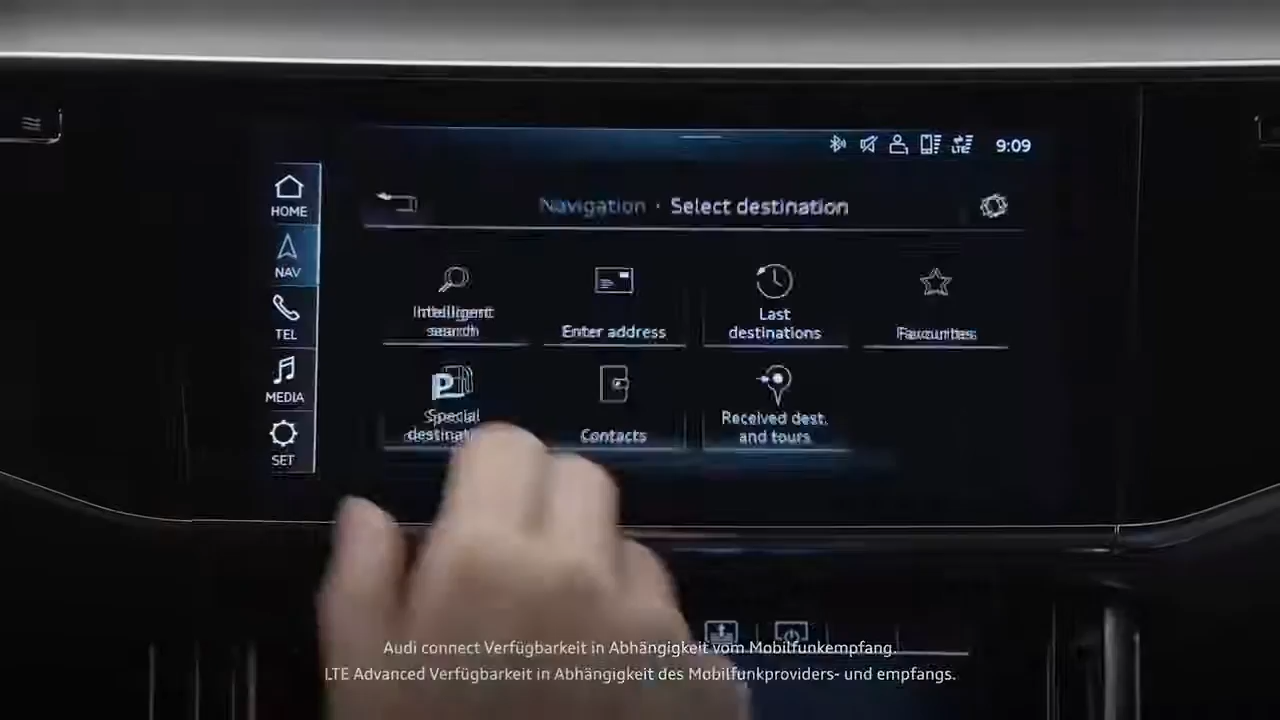 9:09
HOME
NAV
TEL
MEDIA
SET
Navigation · Select destination
Intelligent
search
Enter address
Last
destinations
Favourites
P
Special
Contacts
Received dest.
and tours
LTE
Audi connect Verfügbarkeit in Abhängigkeit vom Mobilfunkempfang.
LTE Advanced Verfügbarkeit in Abhängigkeit des Mobilfunkproviders- und empfangs.